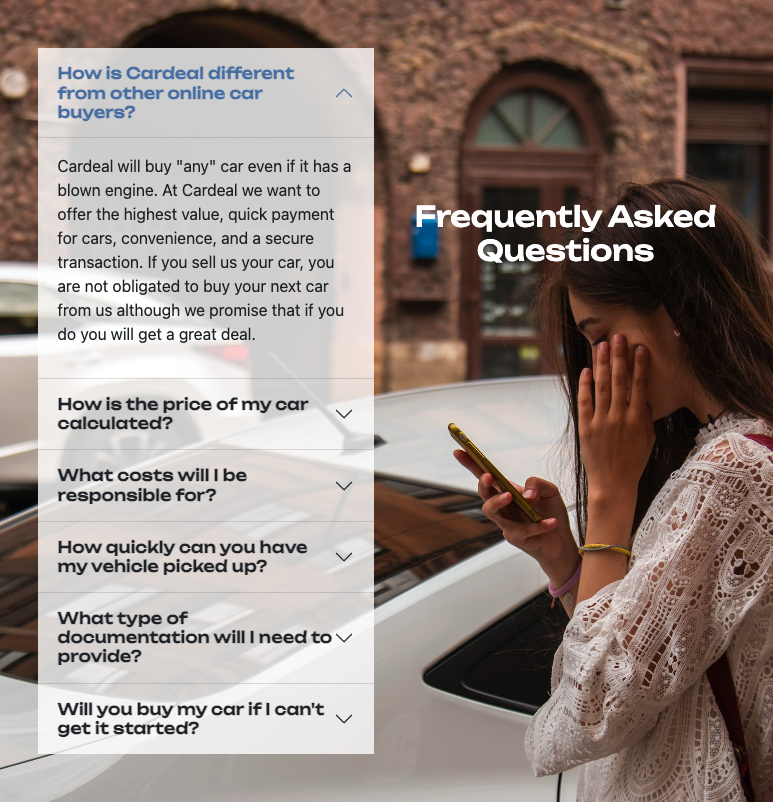 How is Cardeal different
from other online car
buyers?
Cardeal will buy "any" car even if it has a
blown engine. At Cardeal we want to
offer the highest value, quick payment
for cars, convenience, and a secure
transaction. If you sell us your car, you
are not obligated to buy your next car
from us although we promise that if you
do you will get a great deal.
How is the price of my car
calculated?
What costs will I be
responsible for?
How quickly can you have
my vehicle picked up?
What type of
documentation will I need to
provide?
Will you buy my car if I can't
get it started?
Frequently Asked
Questions